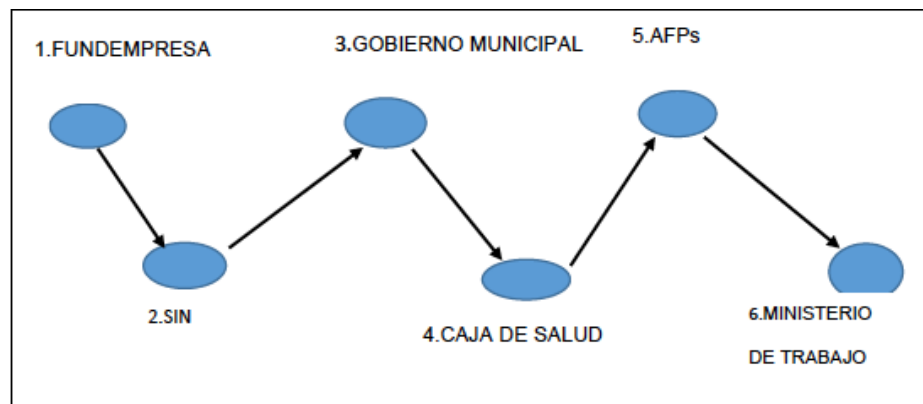 1.FUNDEMPRESA
2.SIN
3.GOBIERNO MUNICIPAL
4.CAJA DE SALUD
5.AFPs
6.MINISTERIO
DE TRABAJO